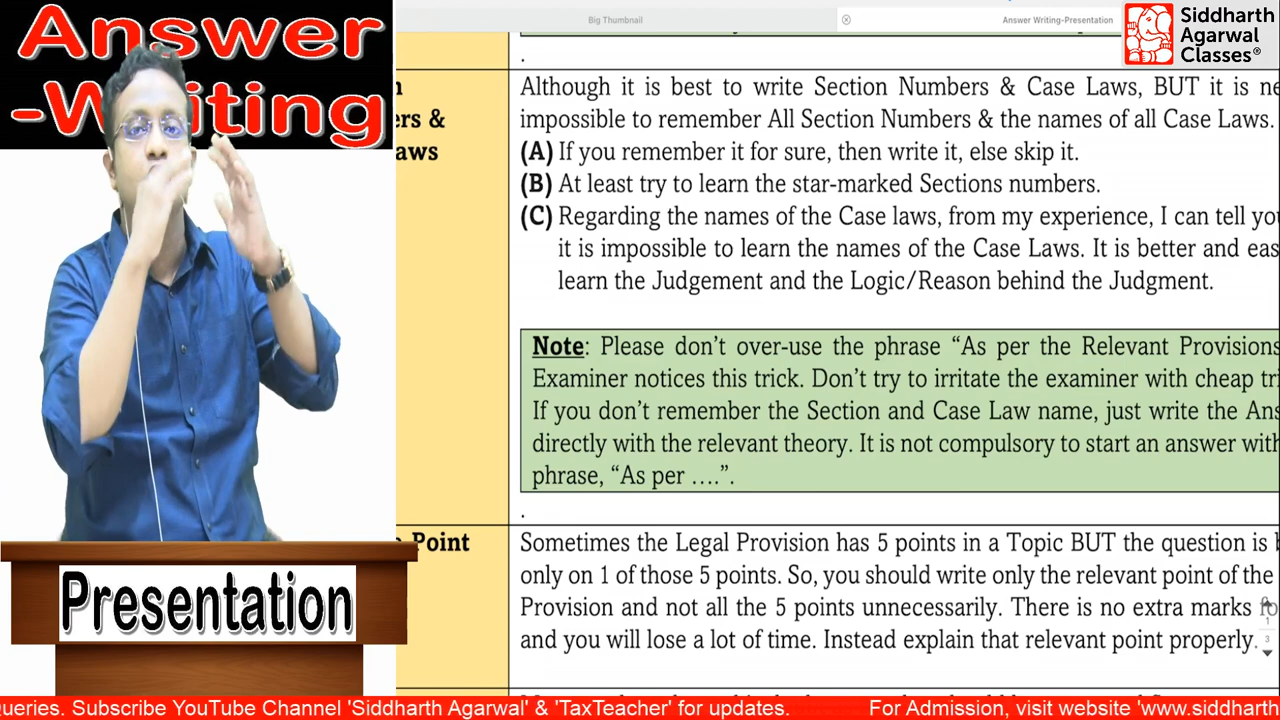 Answer
-Writing
Presentation
Big Thumbnail
Answer Writing-Presentation
Siddharth
Agarwal
Classes®
ers &
aws
Although it is best to write Section Numbers & Case Laws, BUT it is
impossible to remember All Section Numbers & the names of all Case Laws.
(A) If you remember it for sure, then write it, else skip it.
(B) At least try to learn the star-marked Sections numbers.
(C) Regarding the names of the Case laws, from my experience, I can tell
it is impossible to learn the names of the Case Laws. It is better and
learn the Judgement and the Logic/Reason behind the Judgment.
Note: Please don't over-use the phrase “As per the Relevant Provisions
Examiner notices this trick. Don't try to irritate the examiner with cheap
If you don't remember the Section and Case Law name, just write the
directly with the relevant theory. It is not compulsory to start an answer with
phrase, “As per ….”.
.
Point
Sometimes the Legal Provision has 5 points in a Topic BUT the question is
only on 1 of those 5 points. So, you should write only the relevant point of the
Provision and not all the 5 points unnecessarily. There is no extra marks
and you will lose a lot of time. Instead explain that relevant point properly.
ueries. Subscribe YouTube Channel 'Siddharth Agarwal' & 'TaxTeacher' for updates.
For Admission, visit website 'www.siddharth